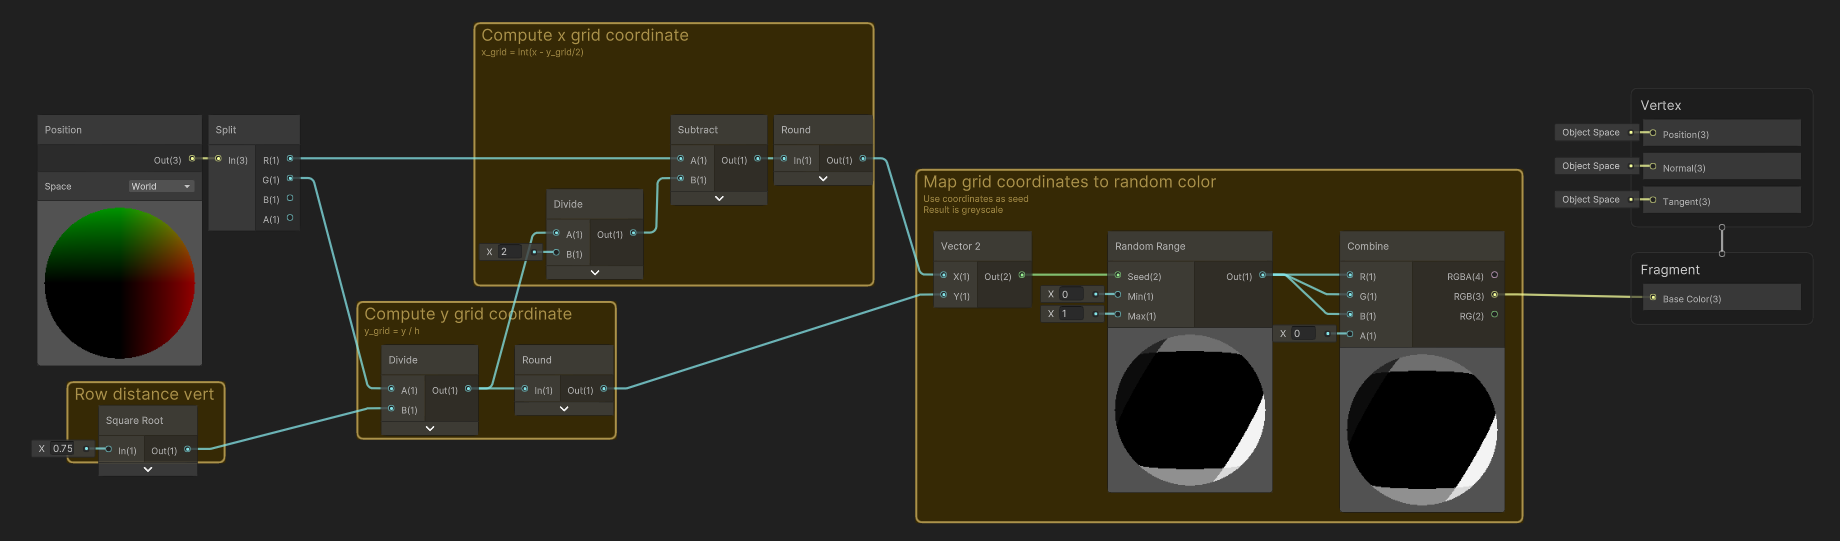 Position
Out(3)
Space
World
Split
In(3)
R(1)
G(1)
B(1)
A(1)
Row distance vert
Square Root
X 0.75
In(1)
Out(1)
Compute y grid coordinate
y_grid = y / h
Divide
A(1)
Out(1)
B(1)
Round
In(1)
Out(1)
Compute x grid coordinate
x_grid = int(x - y_grid/2)
Divide
A(1)
Out(1)
X 2
B(1)
Subtract
A(1)
Out(1)
B(1)
Round
In(1)
Out(1)
Map grid coordinates to random color
Use coordinates as seed
Result is greyscale
Vector 2
X(1)
Out(2)
Y(1)
Random Range
Seed(2)
Out(1)
X 0
Min(1)
X 1
Max(1)
Combine
R(1)
RGBA(4)
G(1)
RGB(3)
B(1)
RG(2)
X 0
A(1)
Vertex
Object Space
Position(3)
Object Space
Normal(3)
Object Space
Tangent(3)
Fragment
Base Color(3)